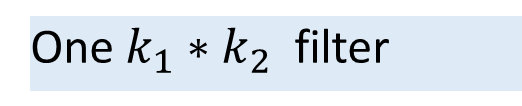 One k₁ * k₂ filter